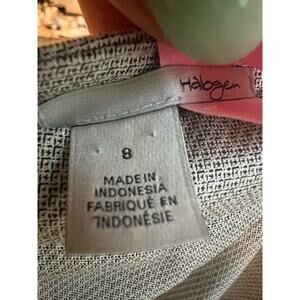 Halogen
8
MADE IN
INDONESIA
FABRIQUÉ EN
INDONÉSIE